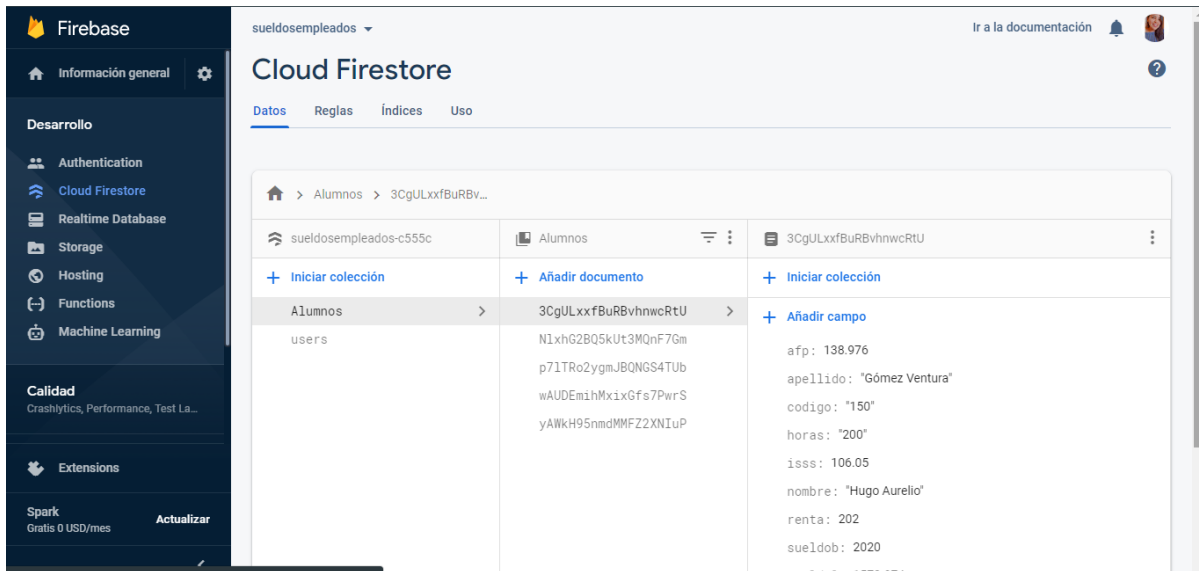 Firebase
Información general
Desarrollo
Authentication
Cloud Firestore
Realtime Database
Storage
Hosting
Functions
Machine Learning
Calidad
Crashlytics, Performance, Test La...
Extensions
Spark
Gratis 0 USD/mes
Actualizar
sueldosempleados
Ir a la documentación
Cloud Firestore
Datos Reglas Índices Uso
> Alumnos > 3CgULxxfBuRBv...
sueldosempleados-c555c
+ Iniciar colección
Alumnos
users
Alumnos
+ Añadir documento
3CgULxxfBuRBvhnwcRtU
NlxhG2BQ5kUt3MQnF7Gm
p7lTRo2ygmJBQNGS4TUb
wAUDEmihMxixGfs7PwrS
yAWkH95nmdMMFZ2XNIuP
3CgULxxfBuRBvhnwcRtU
+ Iniciar colección
+ Añadir campo
afp: 138.976
apellido: "Gómez Ventura"
codigo: "150"
horas: "200"
isss: 106.05
nombre: "Hugo Aurelio"
renta: 202
sueldob: 2020